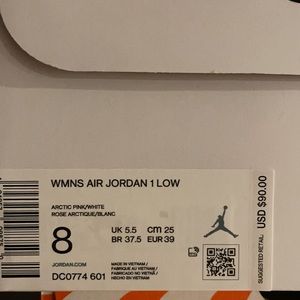 WMNS AIR JORDAN 1 LOW
ARCTIC PINK/WHITE
ROSE ARCTIQUE/BLANC
8
UK 5.5 CM 25
BR 37.5 EUR 39
JORDAN.COM
DC0774 601
MADE IN VIETNAM /
FABRIQUÉ AU VIETNAM /
FABRICADO NO VIETNÃ /
HECHO EN VIETNAM
SUGGESTED RETAIL:
USD $90.00